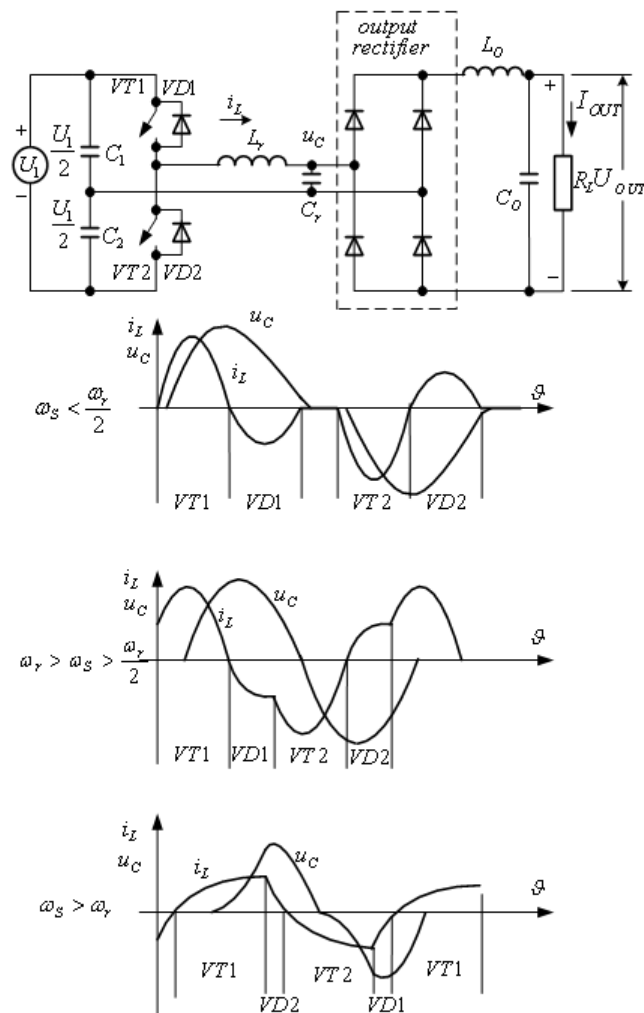 output
rectifier
L_O
VT1 VD1
i_L
L_r
u_C
+
I_OUT
+
U_1
−
U_1/2
C_1
U_1/2
C_2
C_r
C_O
R_L
U_OUT
VT2 VD2
−
i_L
u_C
u_C
i_L
ω_S < ω_r/2
ϑ
VT1 VD1 VT2 VD2
i_L
u_C
i_L
u_C
ω_r > ω_S > ω_r/2
ϑ
VT1 VD1 VT2 VD2
i_L
u_C
i_L
u_C
ω_S > ω_r
ϑ
VT1 VT2 VT1
VD2 VD1